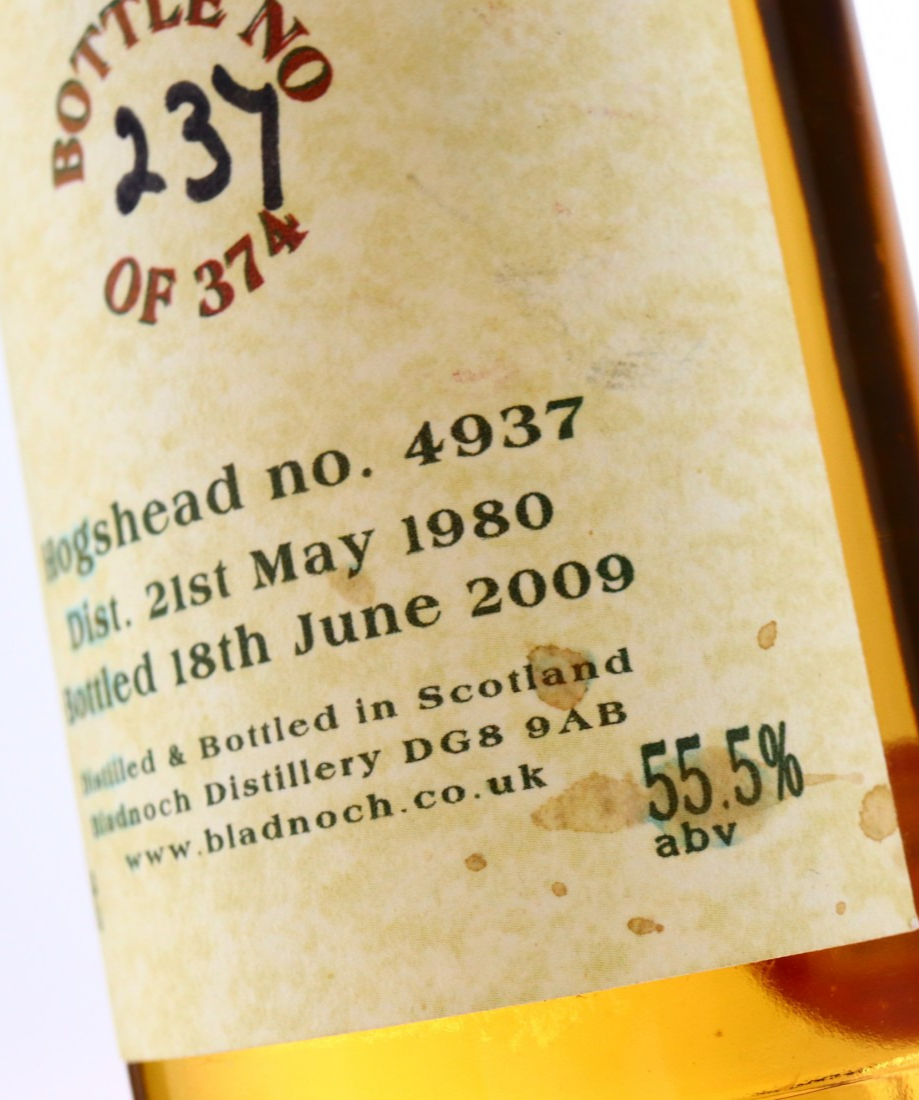 BOTTLE NO
237
OF 374
Hogshead no. 4937
Dist. 21st May 1980
Bottled 18th June 2009
Distilled & Bottled in Scotland
Bladnoch Distillery DG8 9AB
www.bladnoch.co.uk
55.5%
abv